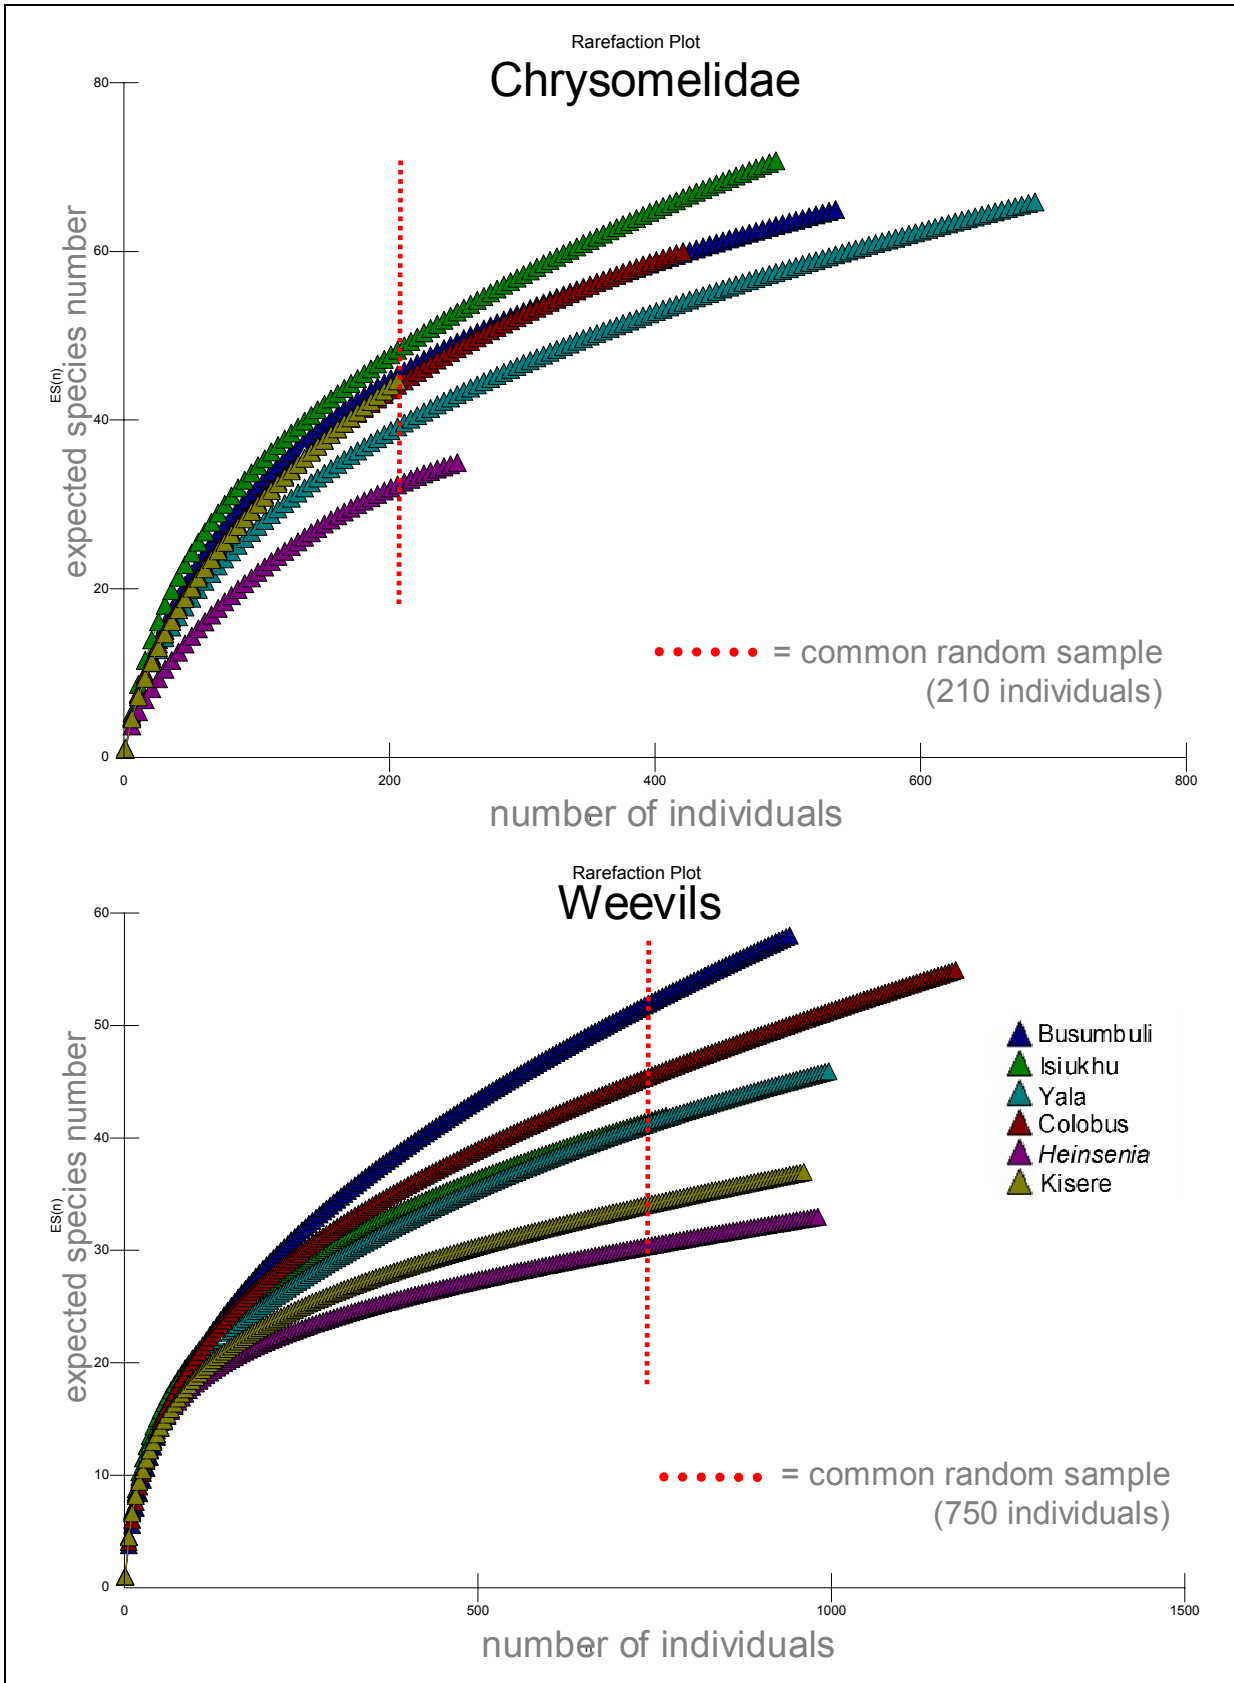 Rarefaction Plot
Chrysomelidae
80
60
40
20
0
ES(n)
expected species number
0 200 400 600 800
number of individuals
n
= common random sample
(210 individuals)
Rarefaction Plot
Weevils
60
50
40
30
20
10
0
ES(n)
expected species number
Busumbuli
Isiukhu
Yala
Colobus
Heinsenia
Kisere
= common random sample
(750 individuals)
0 500 1000 1500
number of individuals
n